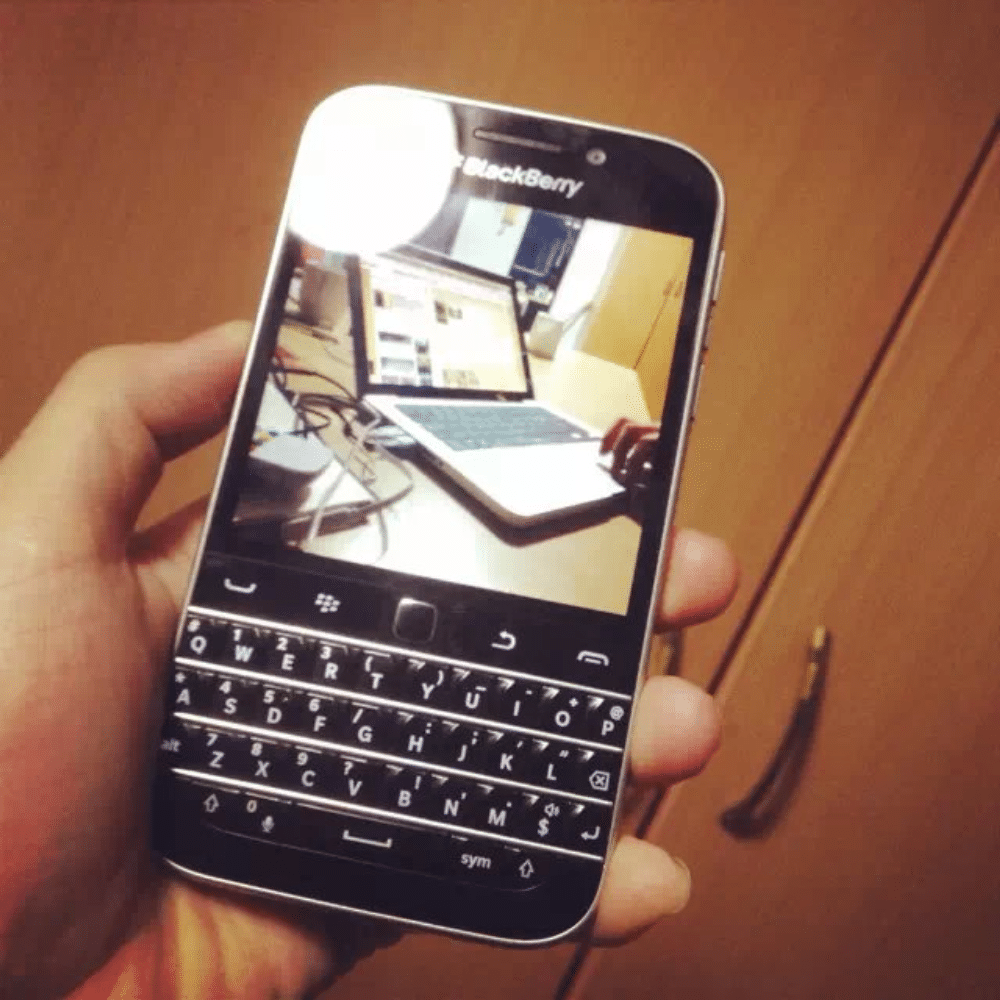 BlackBerry
# 1 2 3 ( ) _ - + @
Q W E R T Y U I O P
* 4 5 6 / : ; ' "
A S D F G H J K L
alt 7 8 9 ? ! , .
Z X C V B N M $
0
sym